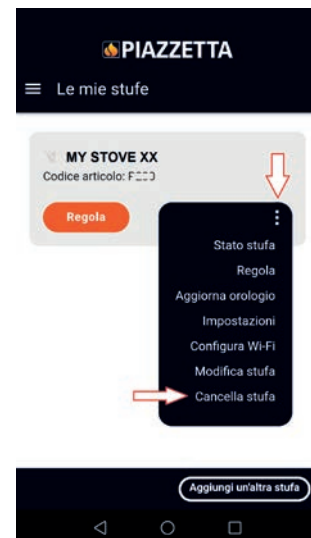 PIAZZETTA
Le mie stufe
MY STOVE XX
Codice articolo:
Regola
Stato stufa
Regola
Aggiorna orologio
Impostazioni
Configura Wi-Fi
Modifica stufa
Cancella stufa
Aggiungi un'altra stufa